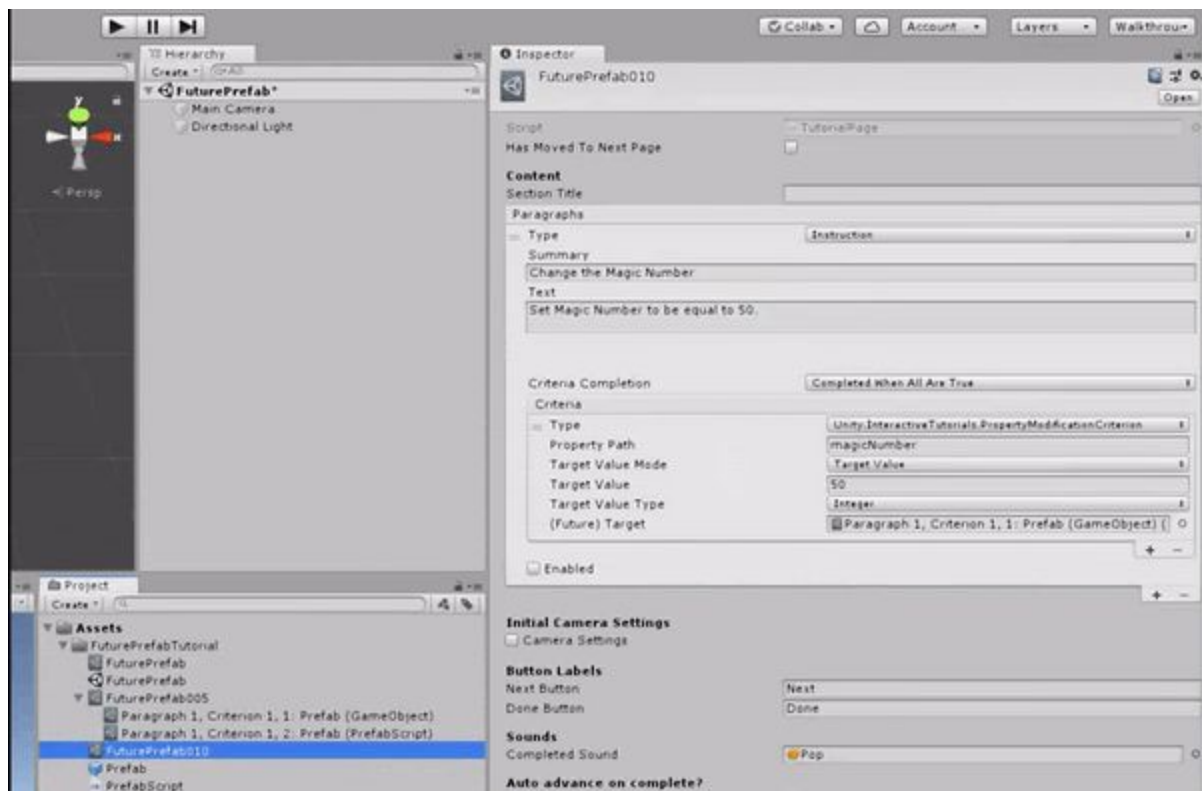 Collab
Account
Layers
Walkthrou
Hierarchy
Create
All
FuturePrefab*
Main Camera
Directional Light
y
Persp
Inspector
FuturePrefab010
Open
Script
TutorialPage
Has Moved To Next Page
Content
Section Title
Paragraphs
Type
Instruction
Summary
Change the Magic Number
Text
Set Magic Number to be equal to 50.
Criteria Completion
Completed When All Are True
Criteria
Type
Unity.InteractiveTutorials.PropertyModificationCriterion
Property Path
magicNumber
Target Value Mode
Target Value
Target Value
50
Target Value Type
Integer
(Future) Target
Paragraph 1, Criterion 1, 1: Prefab (GameObject) (
Enabled
Initial Camera Settings
Camera Settings
Button Labels
Next Button
Next
Done Button
Done
Sounds
Completed Sound
Pop
Auto advance on complete?
Project
Create
Assets
FuturePrefabTutorial
FuturePrefab
FuturePrefab
FuturePrefab005
Paragraph 1, Criterion 1, 1: Prefab (GameObject)
Paragraph 1, Criterion 1, 2: Prefab (PrefabScript)
FuturePrefab010
Prefab
PrefabScript